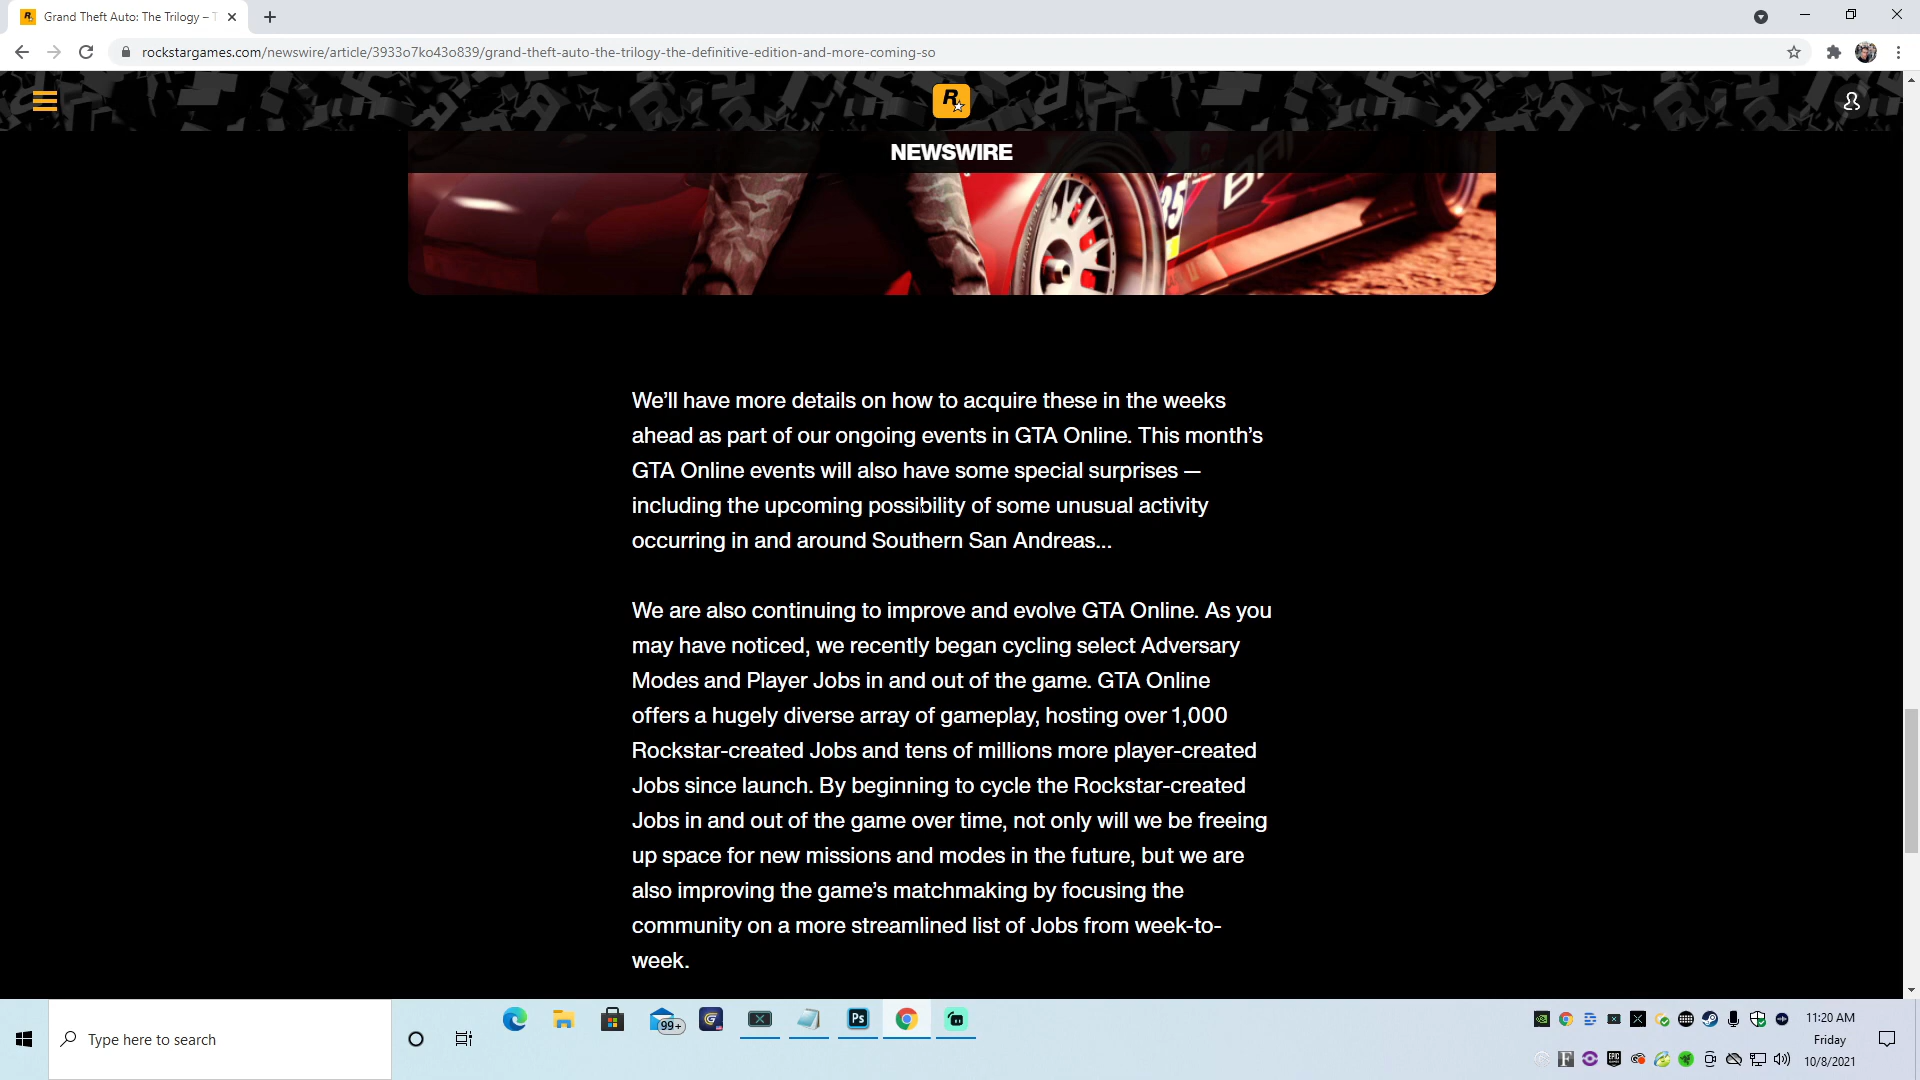 Grand Theft Auto: The Trilogy – T
rockstargames.com/newswire/article/3933o7ko43o839/grand-theft-auto-the-trilogy-the-definitive-edition-and-more-coming-so
R
NEWSWIRE
35
We'll have more details on how to acquire these in the weeks
ahead as part of our ongoing events in GTA Online. This month's
GTA Online events will also have some special surprises —
including the upcoming possibility of some unusual activity
occurring in and around Southern San Andreas...
We are also continuing to improve and evolve GTA Online. As you
may have noticed, we recently began cycling select Adversary
Modes and Player Jobs in and out of the game. GTA Online
offers a hugely diverse array of gameplay, hosting over 1,000
Rockstar-created Jobs and tens of millions more player-created
Jobs since launch. By beginning to cycle the Rockstar-created
Jobs in and out of the game over time, not only will we be freeing
up space for new missions and modes in the future, but we are
also improving the game's matchmaking by focusing the
community on a more streamlined list of Jobs from week-to-
week.
Type here to search
99+
Ps
11:20 AM
Friday
10/8/2021